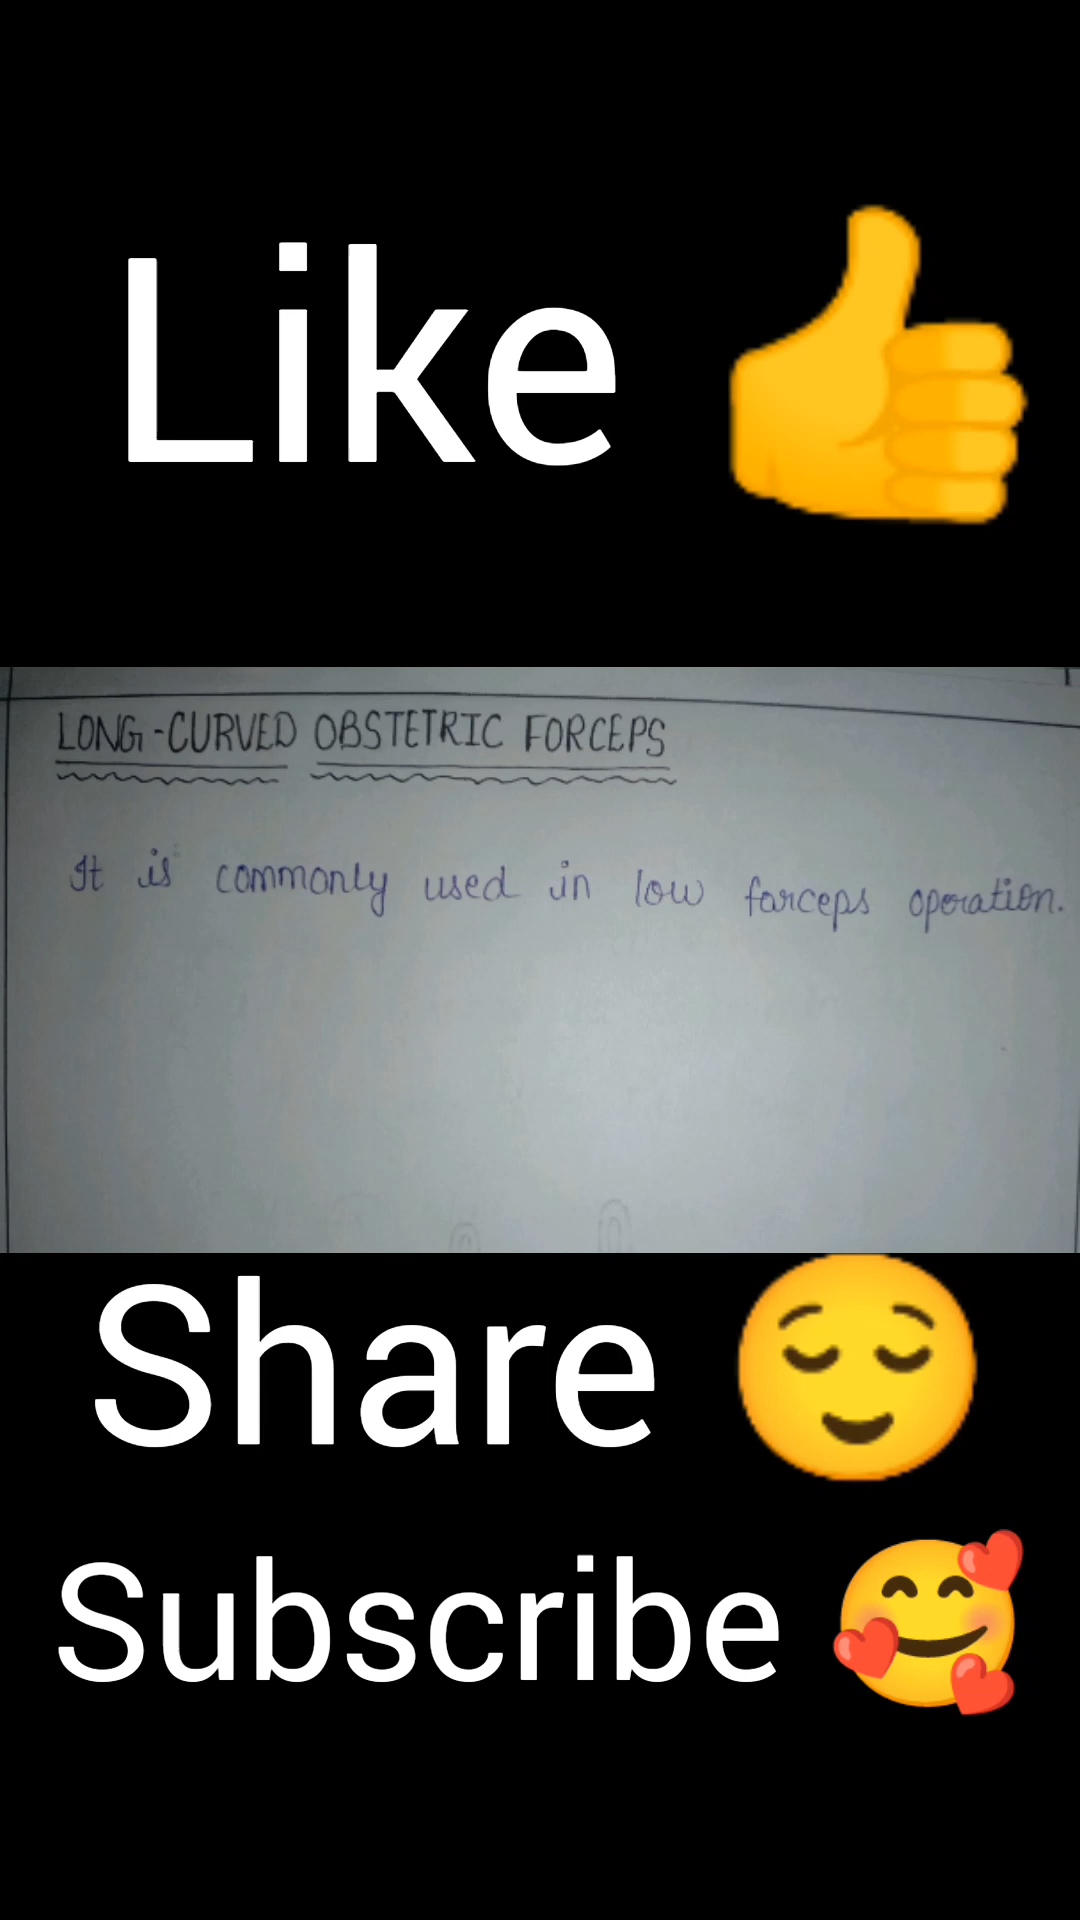 Like 👍
LONG-CURVED OBSTETRIC FORCEPS
It is commonly used in low forceps operation.
Share 😌
Subscribe 🥰